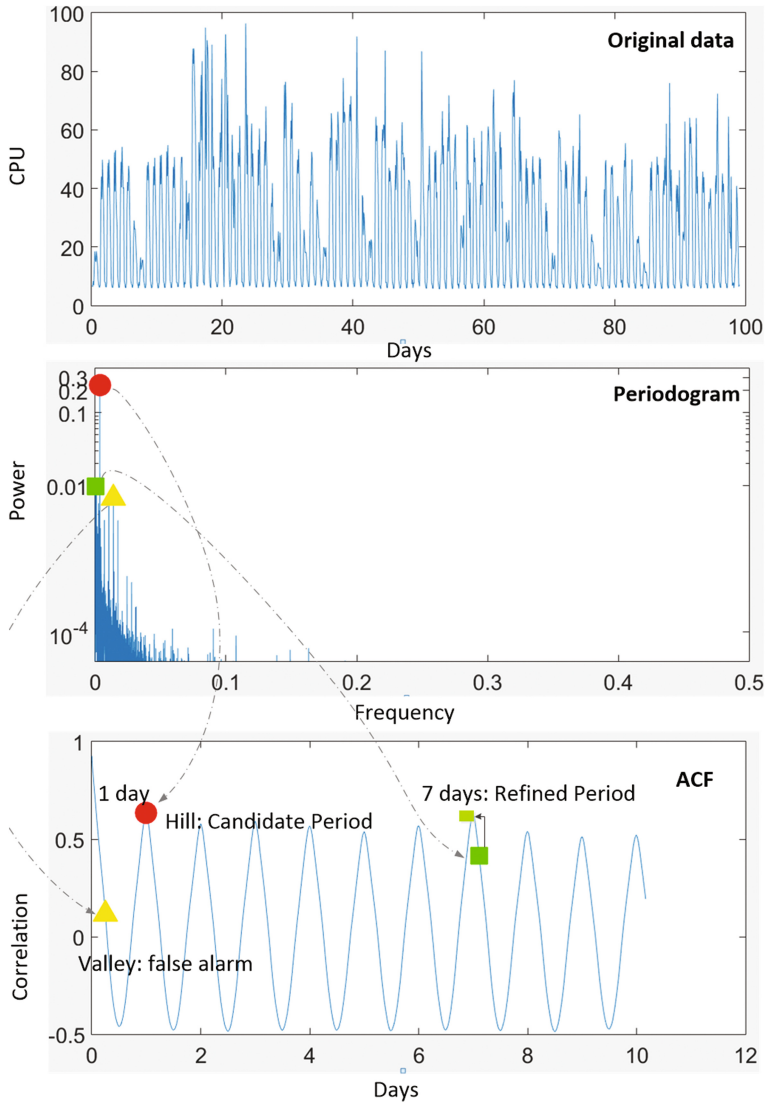 Original data
100
80
60
40
20
0
CPU
0 20 40 60 80 100
Days
Periodogram
0.3
0.2
0.1
0.01
10-4
Power
0 0.1 0.2 0.3 0.4 0.5
Frequency
ACF
1
0.5
0
-0.5
Correlation
1 day
Hill: Candidate Period
7 days: Refined Period
Valley: false alarm
0 2 4 6 8 10 12
Days